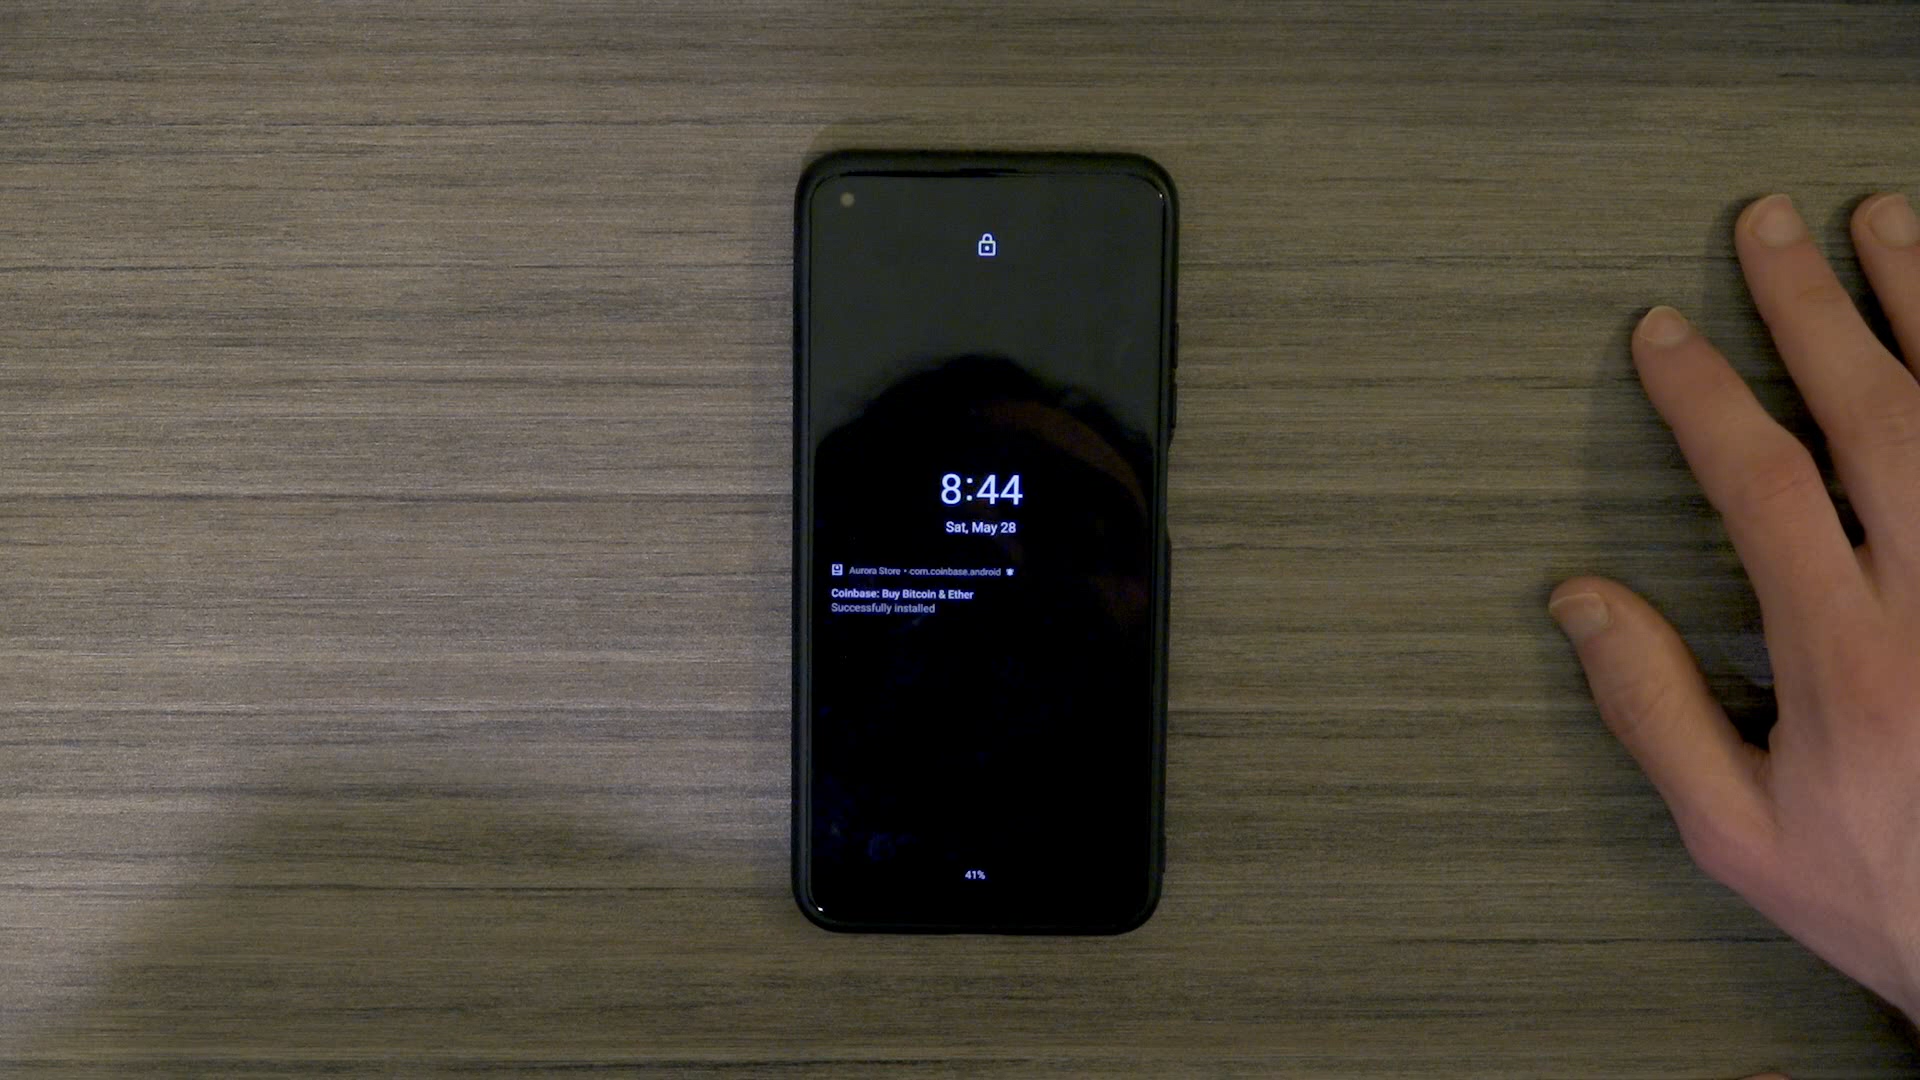 8:44
Sat, May 28
Aurora Store • com.coinbase.android
Coinbase: Buy Bitcoin & Ether
Successfully installed
41%